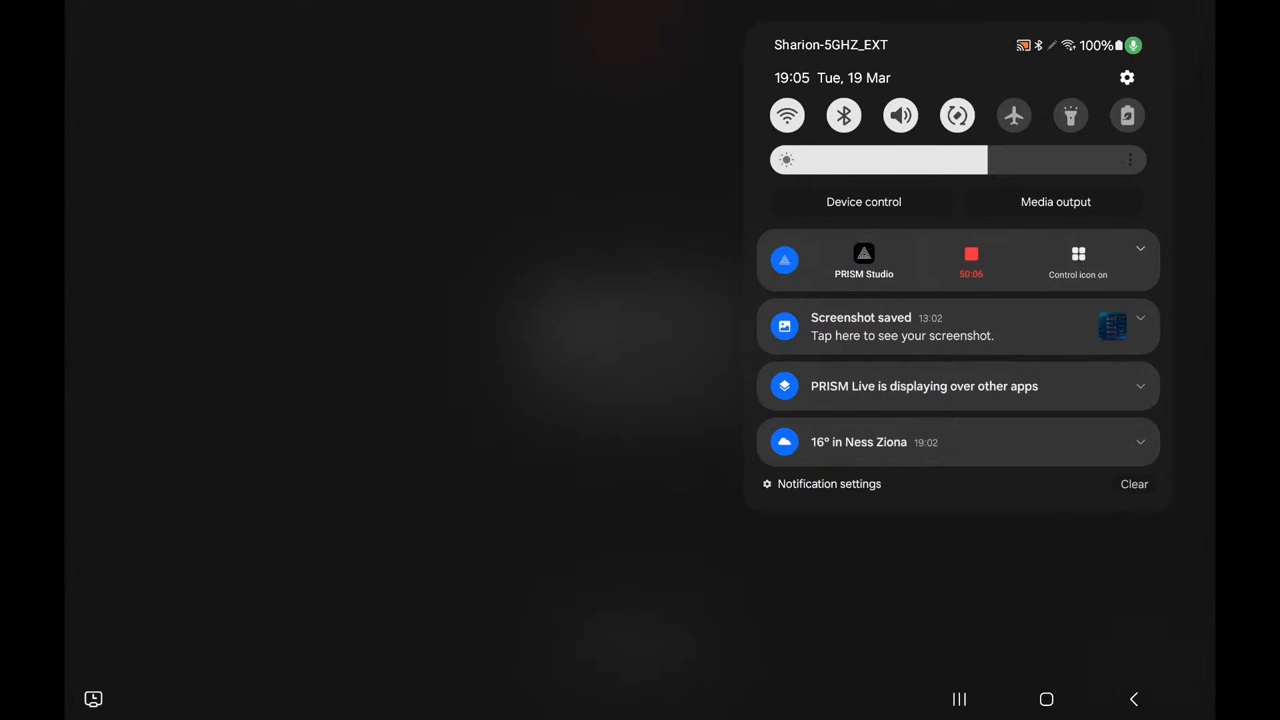 Sharion-5GHZ_EXT
100%
19:05 Tue, 19 Mar
Device control
Media output
PRISM Studio
50:06
Control icon on
Screenshot saved 13:02
Tap here to see your screenshot.
PRISM Live is displaying over other apps
16° in Ness Ziona 19:02
Notification settings
Clear